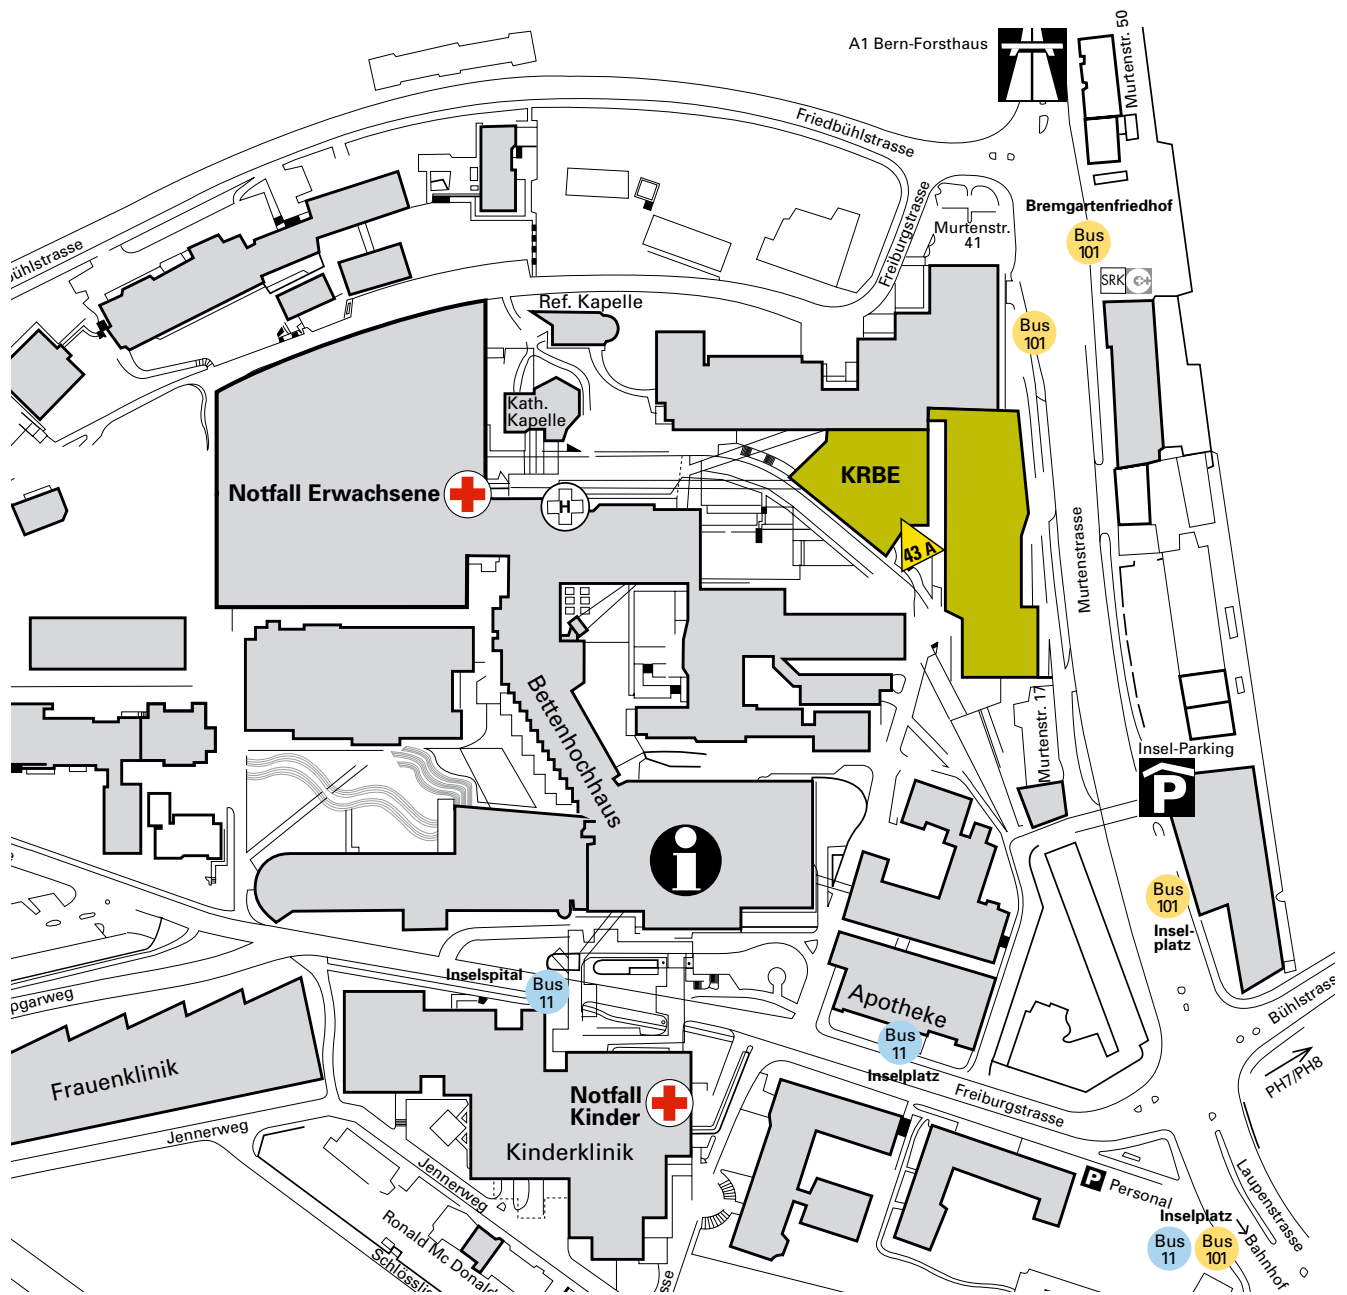 A1 Bern-Forsthaus
Murtenstr. 50
Friedbühlstrasse
Freiburgstrasse
Murtenstr.
41
Bremgartenfriedhof
Bus
101
SRK
bühlstrasse
Ref. Kapelle
Bus
101
Kath.
Kapelle
KRBE
Notfall Erwachsene
H
43 A
Murtenstrasse
Bettenhochhaus
Murtenstr. 17
Insel-Parking
P
i
Bus
101
Insel-
platz
Inselspital
Bus
11
pgarweg
Apotheke
Bus
11
Inselplatz
Bühlstrasse
PH7/PH8
Frauenklinik
Notfall
Kinder
Freiburgstrasse
Jennerweg
Kinderklinik
Jennerweg
P Personal
Laupenstrasse
Inselplatz
Bus
11
Bus
101
Bahnhof
Ronald Mc Donald
Schlössli
sse